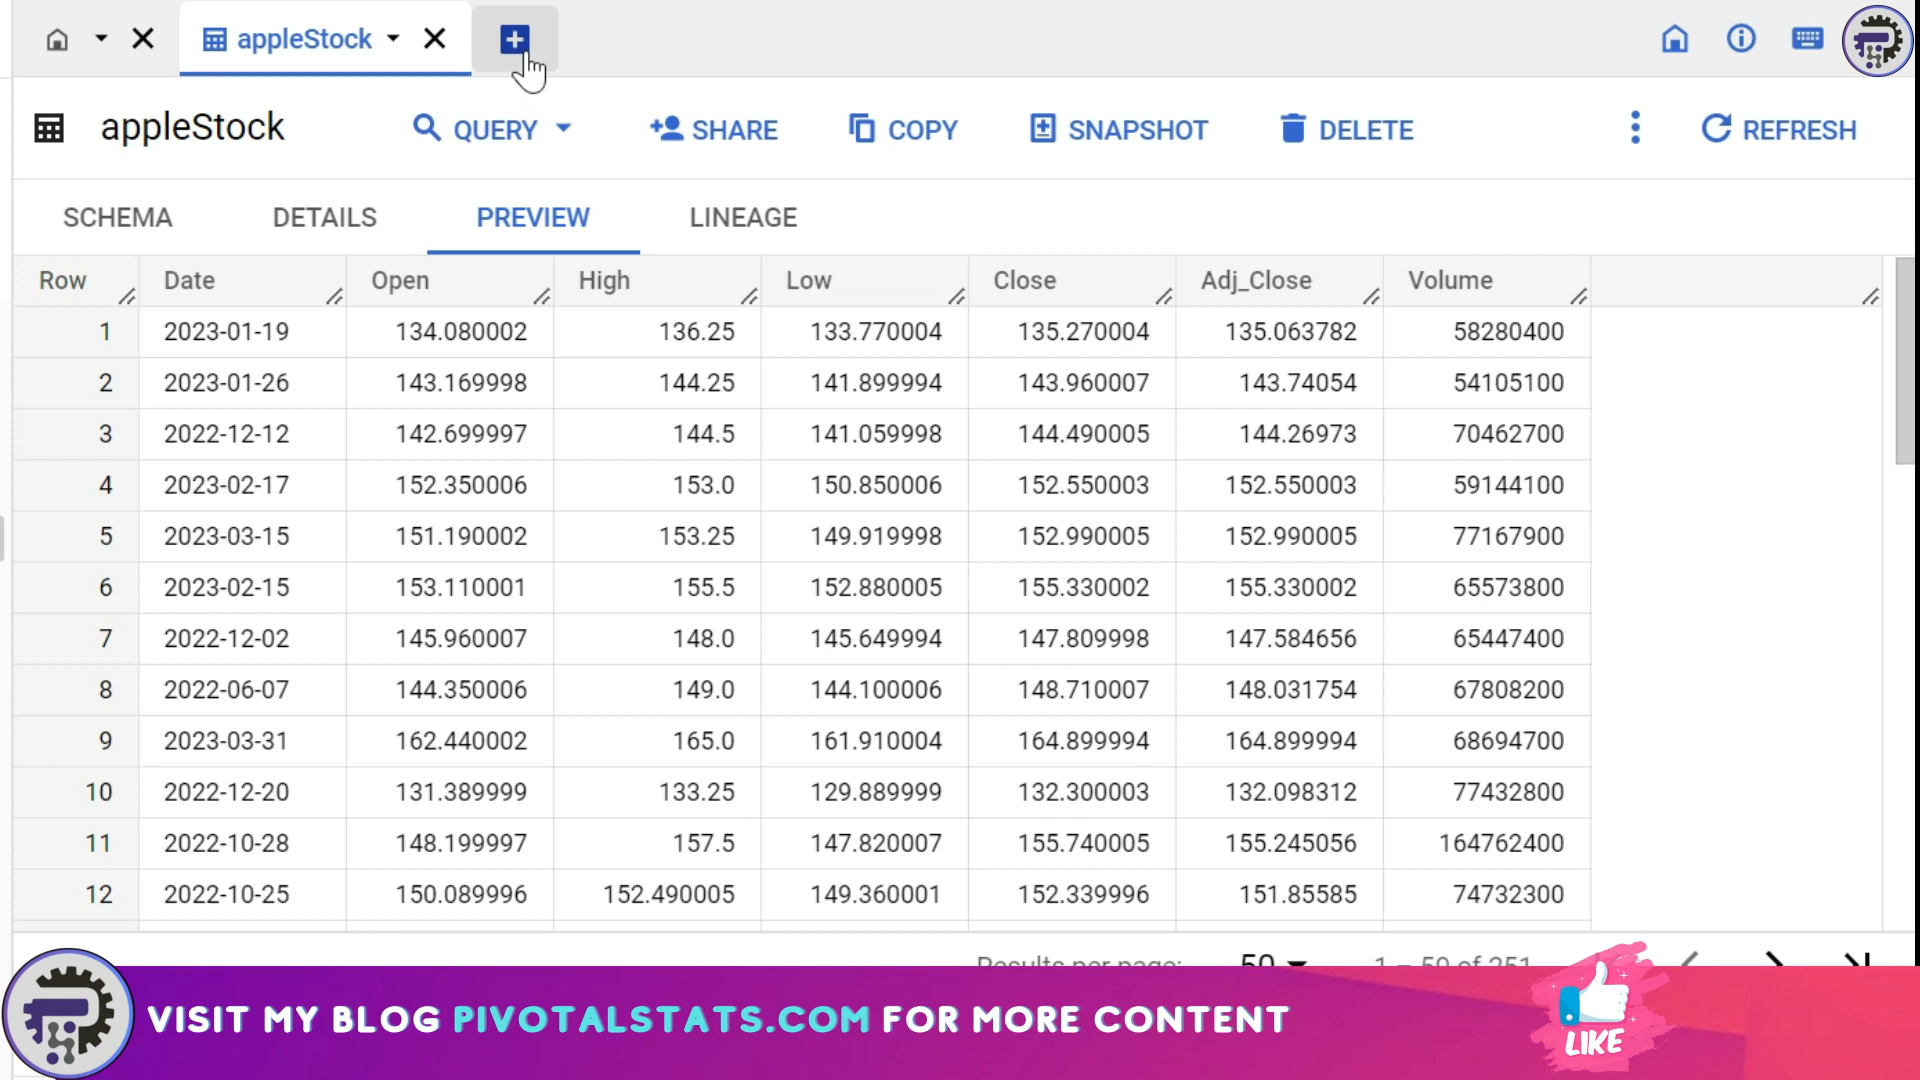 appleStock
appleStock QUERY SHARE COPY SNAPSHOT DELETE REFRESH
SCHEMA DETAILS PREVIEW LINEAGE
Row Date Open High Low Close Adj_Close Volume
1 2023-01-19 134.080002 136.25 133.770004 135.270004 135.063782 58280400
2 2023-01-26 143.169998 144.25 141.899994 143.960007 143.74054 54105100
3 2022-12-12 142.699997 144.5 141.059998 144.490005 144.26973 70462700
4 2023-02-17 152.350006 153.0 150.850006 152.550003 152.550003 59144100
5 2023-03-15 151.190002 153.25 149.919998 152.990005 152.990005 77167900
6 2023-02-15 153.110001 155.5 152.880005 155.330002 155.330002 65573800
7 2022-12-02 145.960007 148.0 145.649994 147.809998 147.584656 65447400
8 2022-06-07 144.350006 149.0 144.100006 148.710007 148.031754 67808200
9 2023-03-31 162.440002 165.0 161.910004 164.899994 164.899994 68694700
10 2022-12-20 131.389999 133.25 129.889999 132.300003 132.098312 77432800
11 2022-10-28 148.199997 157.5 147.820007 155.740005 155.245056 164762400
12 2022-10-25 150.089996 152.490005 149.360001 152.339996 151.85585 74732300
Results per page: 50 1 – 50 of 251
VISIT MY BLOG PIVOTALSTATS.COM FOR MORE CONTENT
LIKE